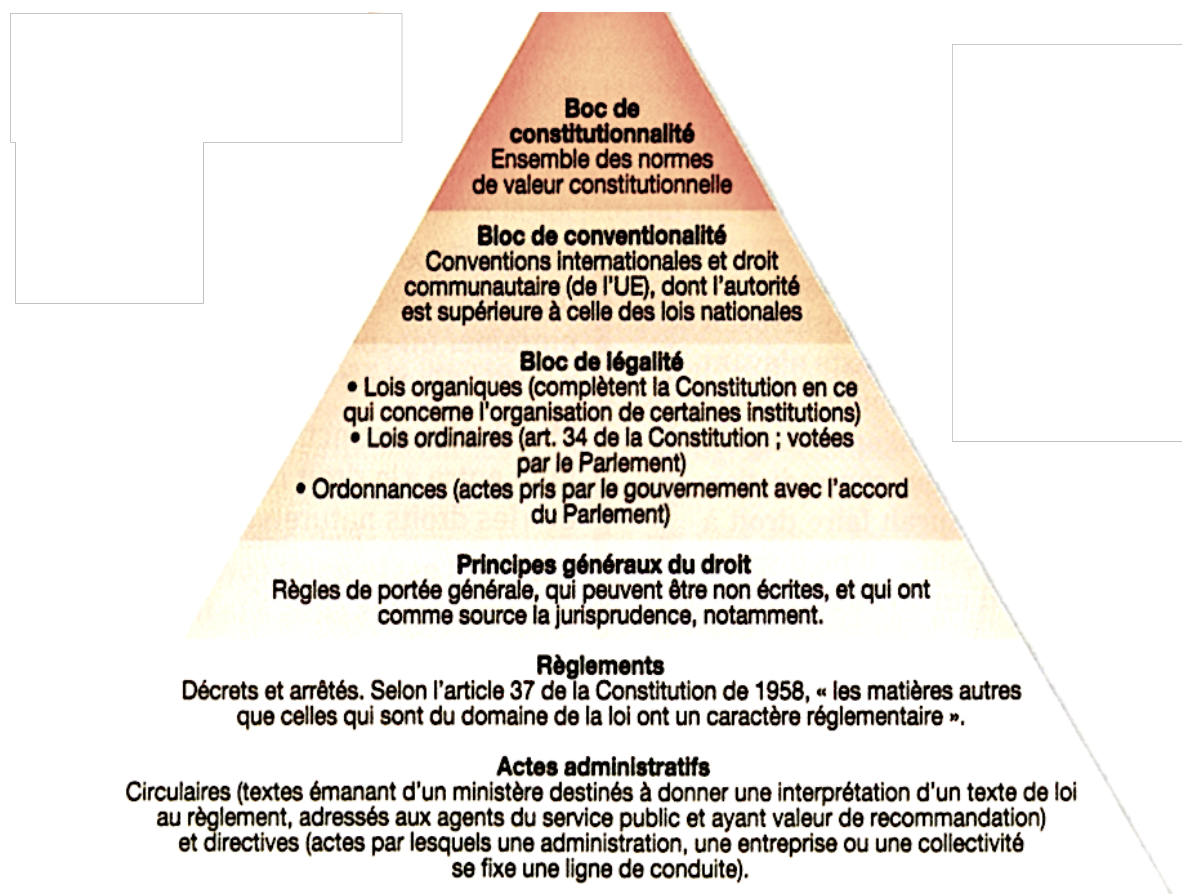 Boc de
constitutionnalité
Ensemble des normes
de valeur constitutionnelle
Bloc de conventionalité
Conventions internationales et droit
communautaire (de l'UE), dont l'autorité
est supérieure à celle des lois nationales
Bloc de légalité
• Lois organiques (complètent la Constitution en ce
qui concerne l'organisation de certaines institutions)
• Lois ordinaires (art. 34 de la Constitution ; votées
par le Parlement)
• Ordonnances (actes pris par le gouvernement avec l'accord
du Parlement)
Principes généraux du droit
Règles de portée générale, qui peuvent être non écrites, et qui ont
comme source la jurisprudence, notamment.
Règlements
Décrets et arrêtés. Selon l'article 37 de la Constitution de 1958, « les matières autres
que celles qui sont du domaine de la loi ont un caractère réglementaire ».
Actes administratifs
Circulaires (textes émanant d'un ministère destinés à donner une interprétation d'un texte de loi
au règlement, adressés aux agents du service public et ayant valeur de recommandation)
et directives (actes par lesquels une administration, une entreprise ou une collectivité
se fixe une ligne de conduite).